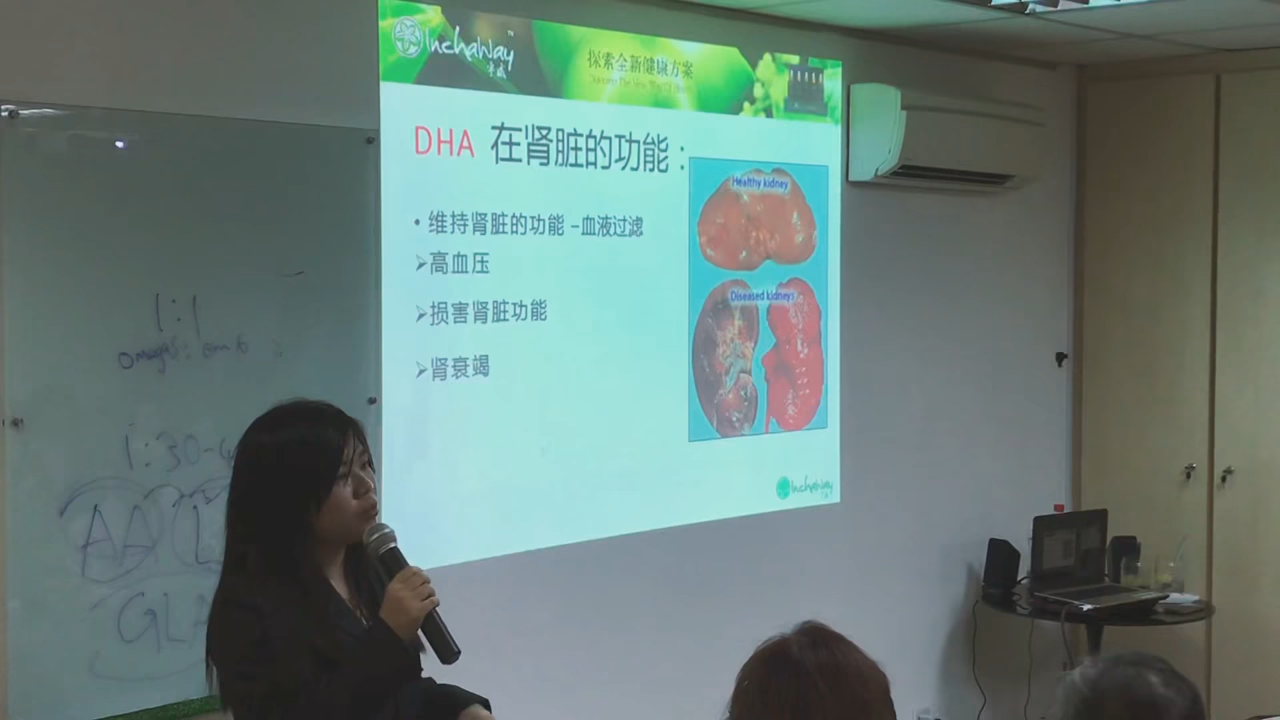 InchaWay
探索全新健康方案
DHA 在肾脏的功能：
• 维持肾脏的功能 –血液过滤
➢高血压
➢损害肾脏功能
➢肾衰竭
Healthy kidney
Diseased kidneys
InchaWay
1:1
1:30-
AA
L
GLA